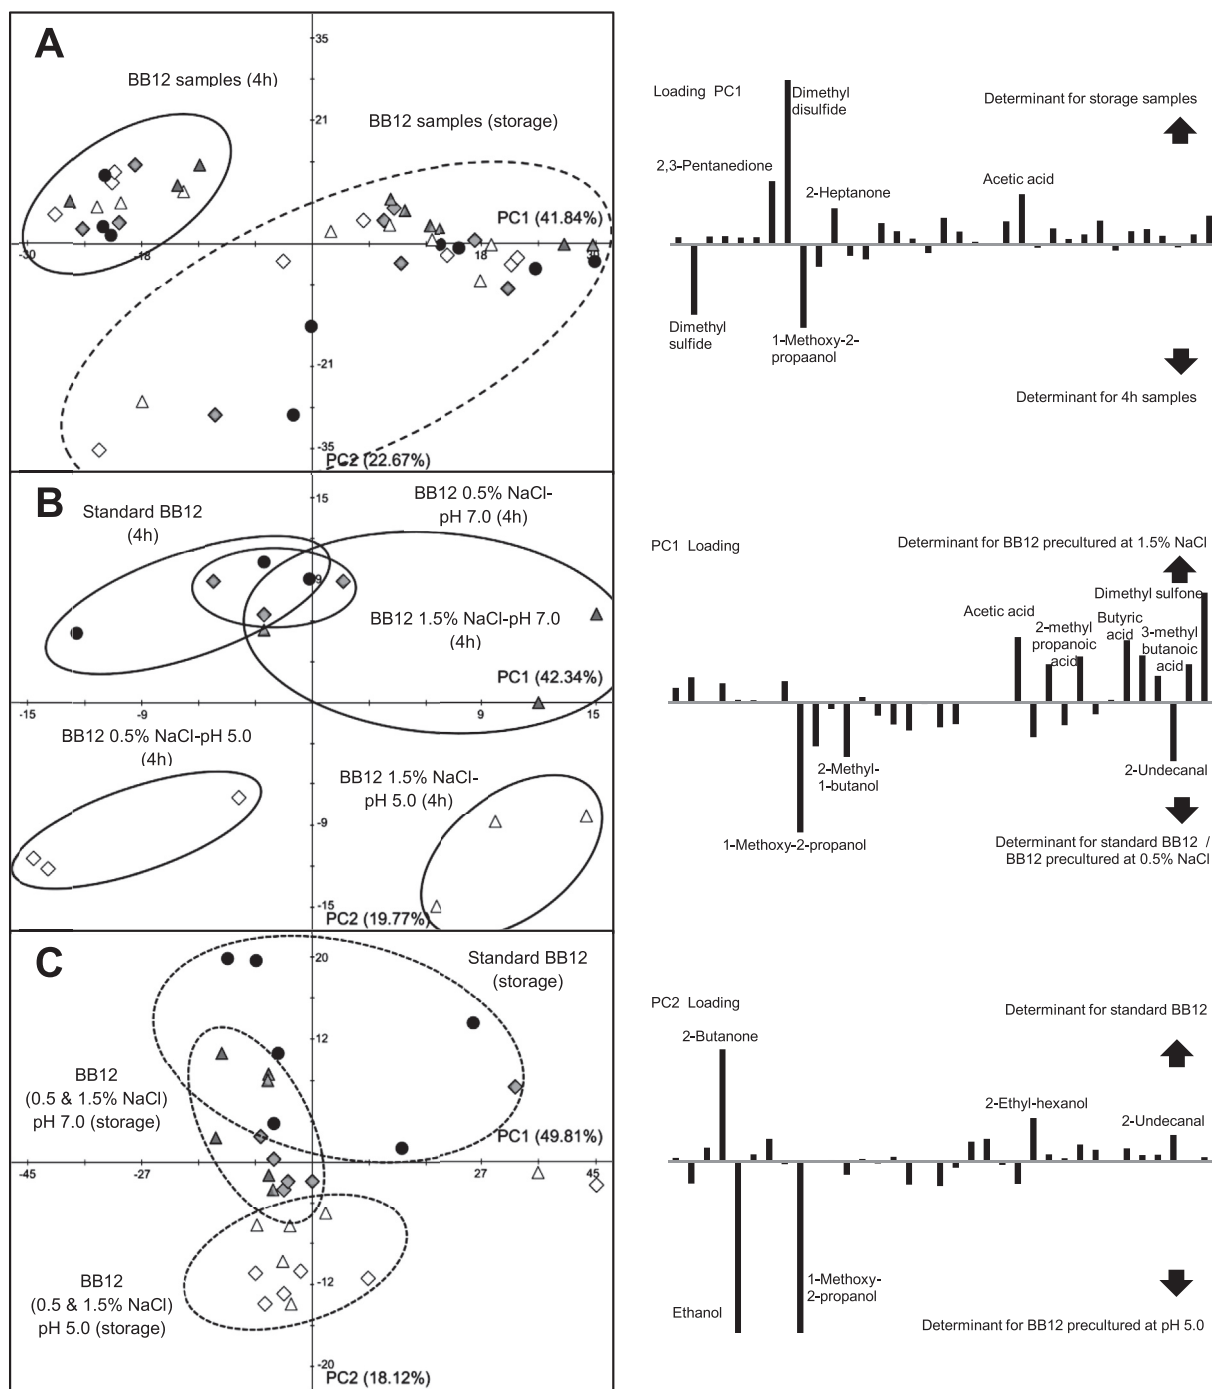 A
35
BB12 samples (4h)
21
BB12 samples (storage)
PC1 (41.84%)
-30
-18
18
30
-21
-35
PC2 (22.67%)
Loading PC1
Dimethyl
disulfide
Determinant for storage samples
2,3-Pentanedione
2-Heptanone
Acetic acid
Dimethyl
sulfide
1-Methoxy-2-
propaanol
Determinant for 4h samples
B
15
Standard BB12
(4h)
BB12 0.5% NaCl-
pH 7.0 (4h)
9
BB12 1.5% NaCl-pH 7.0
(4h)
PC1 (42.34%)
-15
-9
9
15
BB12 0.5% NaCl-pH 5.0
(4h)
BB12 1.5% NaCl-
pH 5.0 (4h)
-9
-15
PC2 (19.77%)
PC1 Loading
Determinant for BB12 precultured at 1.5% NaCl
Dimethyl sulfone
Acetic acid
2-methyl
propanoic
acid
Butyric
acid
3-methyl
butanoic
acid
2-Methyl-
1-butanol
2-Undecanal
1-Methoxy-2-propanol
Determinant for standard BB12 /
BB12 precultured at 0.5% NaCl
C
20
Standard BB12
(storage)
12
BB12
(0.5 & 1.5% NaCl)
pH 7.0 (storage)
PC1 (49.81%)
-45
-27
27
45
BB12
(0.5 & 1.5% NaCl)
pH 5.0 (storage)
-12
-20
PC2 (18.12%)
PC2 Loading
Determinant for standard BB12
2-Butanone
2-Ethyl-hexanol
2-Undecanal
Ethanol
1-Methoxy-
2-propanol
Determinant for BB12 precultured at pH 5.0